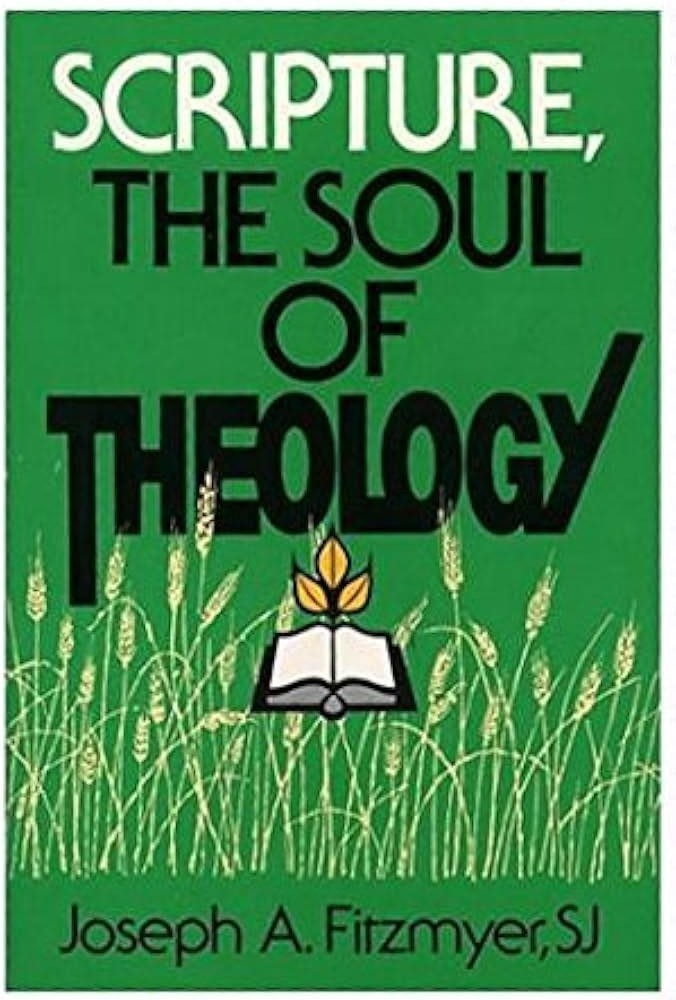 SCRIPTURE,
THE SOUL
OF
THEOLOGY
Joseph A. Fitzmyer, SJ